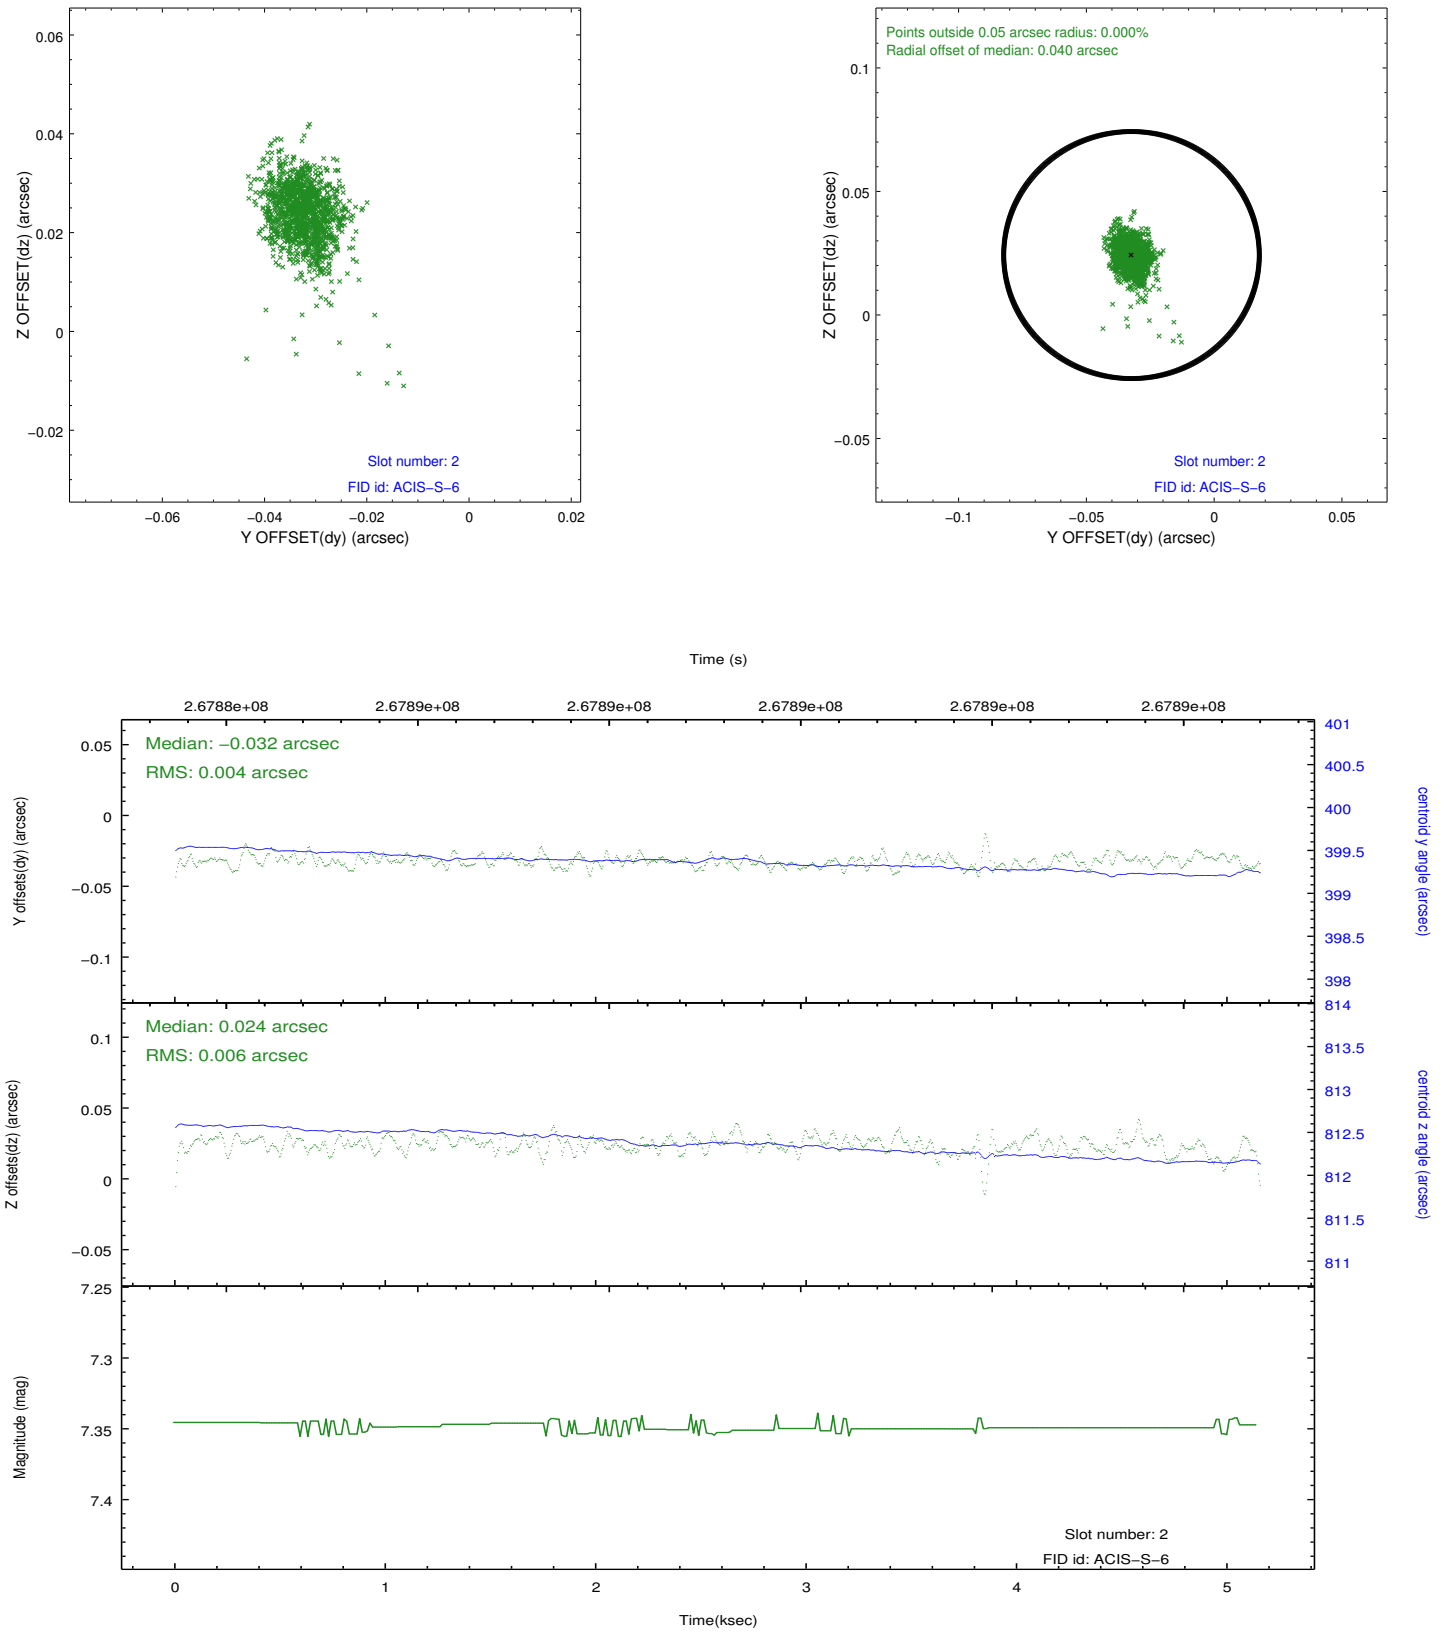 0.06
0.04
0.02
0
−0.02
Z OFFSET(dz) (arcsec)
Slot number: 2
FID id: ACIS−S−6
−0.06 −0.04 −0.02 0 0.02
Y OFFSET(dy) (arcsec)
Points outside 0.05 arcsec radius: 0.000%
Radial offset of median: 0.040 arcsec
0.1
0.05
0
−0.05
Z OFFSET(dz) (arcsec)
Slot number: 2
FID id: ACIS−S−6
−0.1 −0.05 0 0.05
Y OFFSET(dy) (arcsec)
Time (s)
2.6788e+08 2.6789e+08 2.6789e+08 2.6789e+08 2.6789e+08 2.6789e+08
Median: −0.032 arcsec
RMS: 0.004 arcsec
0.05
0
−0.05
−0.1
Y offsets(dy) (arcsec)
401
400.5
400
399.5
399
398.5
398
centroid y angle (arcsec)
Median: 0.024 arcsec
RMS: 0.006 arcsec
0.1
0.05
0
−0.05
Z offsets(dz) (arcsec)
814
813.5
813
812.5
812
811.5
811
centroid z angle (arcsec)
7.25
7.3
7.35
7.4
Magnitude (mag)
Slot number: 2
FID id: ACIS−S−6
0 1 2 3 4 5
Time(ksec)